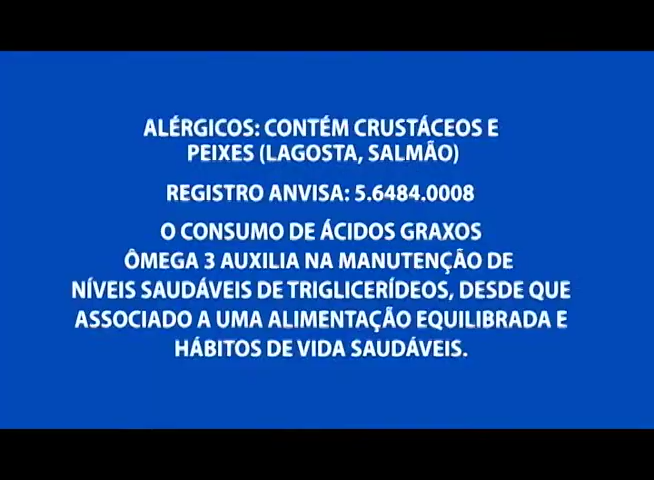 ALÉRGICOS: CONTÉM CRUSTÁCEOS E
PEIXES (LAGOSTA, SALMÃO)
REGISTRO ANVISA: 5.6484.0008
O CONSUMO DE ÁCIDOS GRAXOS
ÔMEGA 3 AUXILIA NA MANUTENÇÃO DE
NÍVEIS SAUDÁVEIS DE TRIGLICERÍDEOS, DESDE QUE
ASSOCIADO A UMA ALIMENTAÇÃO EQUILIBRADA E
HÁBITOS DE VIDA SAUDÁVEIS.